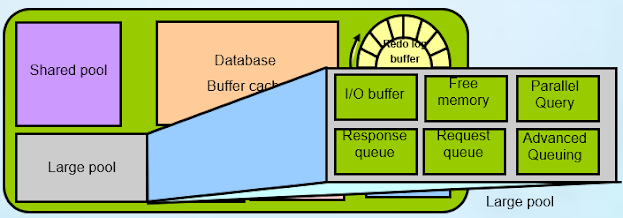 Shared pool
Database
Buffer cach
Redo log
buffer
Large pool
I/O buffer
Free
memory
Parallel
Query
Response
queue
Request
queue
Advanced
Queuing
Large pool